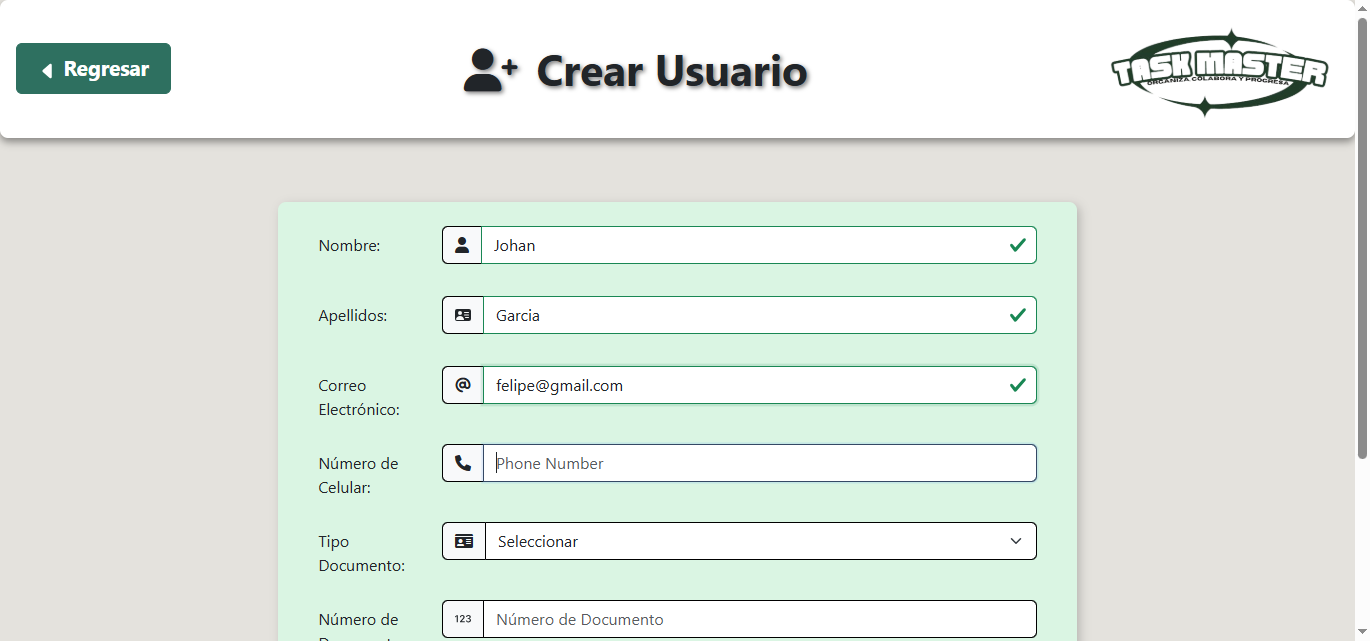 Regresar
Crear Usuario
TASK MASTER
ORGANIZA COLABORA Y PROGRESA
Nombre:
Johan
Apellidos:
Garcia
Correo
Electrónico:
felipe@gmail.com
Número de
Celular:
Phone Number
Tipo
Documento:
Seleccionar
Número de
123
Número de Documento